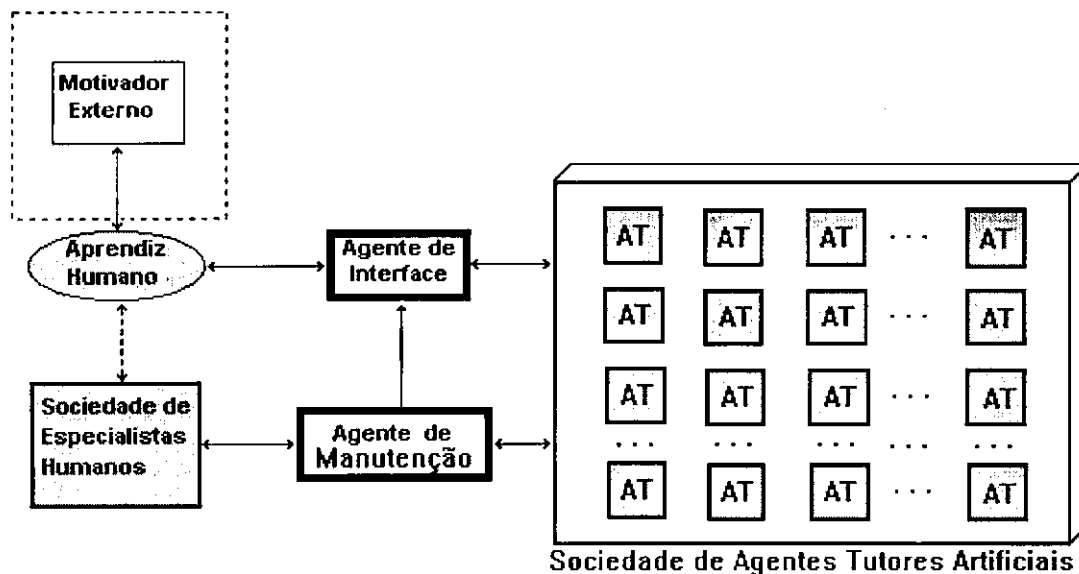 Motivador
Externo
Aprendiz
Humano
Agente de
Interface
Sociedade de
Especialistas
Humanos
Agente de
Manutenção
AT AT AT ... AT
AT AT AT ... AT
AT AT AT ... AT
... ... ... ... ...
AT AT AT ... AT
Sociedade de Agentes Tutores Artificiais